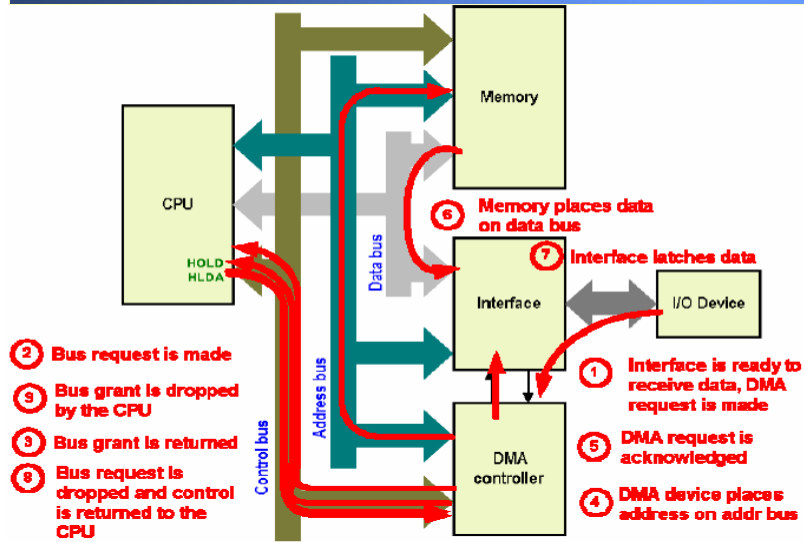 Memory
CPU
HOLD
HLDA
Control bus
Address bus
Data bus
6 Memory places data
on data bus
7 Interface latches data
Interface
I/O Device
2 Bus request is made
9 Bus grant is dropped
by the CPU
3 Bus grant is returned
8 Bus request is
dropped and control
is returned to the
CPU
1 Interface is ready to
receive data, DMA
request is made
5 DMA request is
acknowledged
4 DMA device places
address on addr bus
DMA
controller